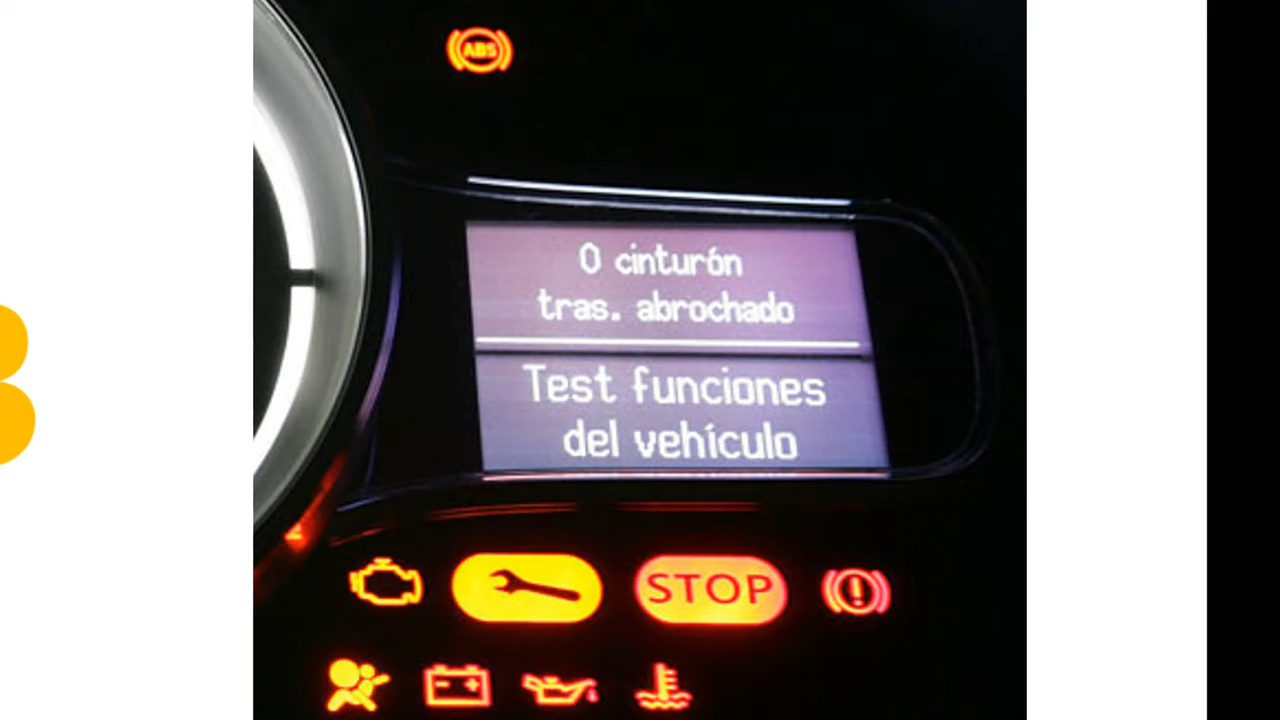 ABS
0 cinturón
tras. abrochado
Test funciones
del vehículo
STOP